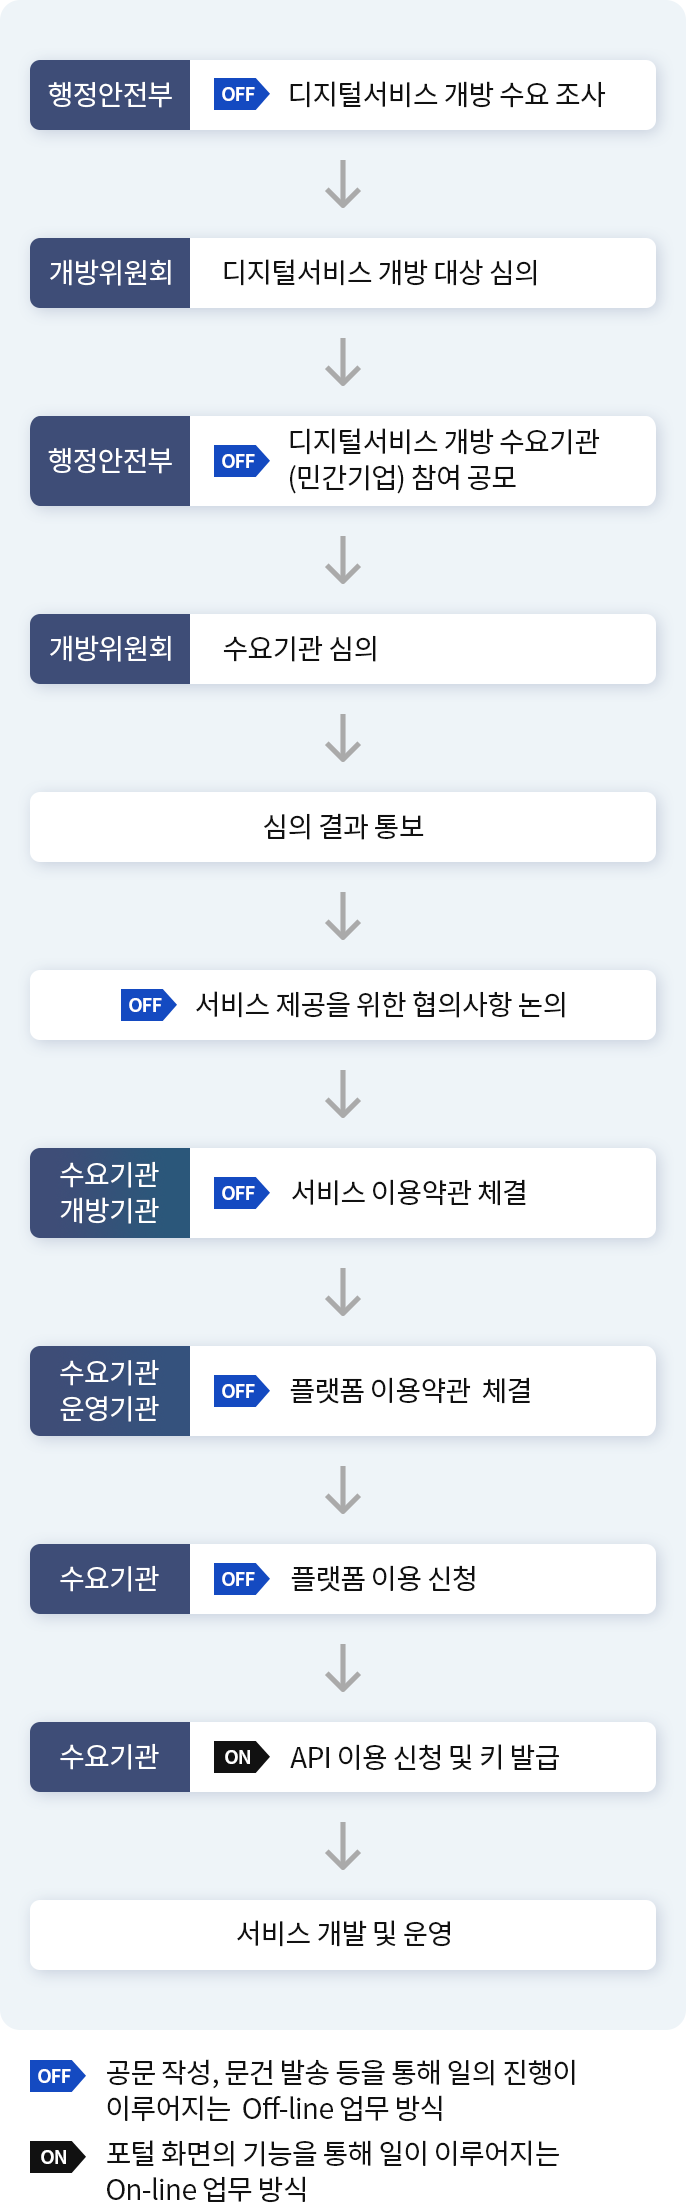 행정안전부 OFF 디지털서비스 개방 수요 조사
개방위원회 디지털서비스 개방 대상 심의
행정안전부 OFF 디지털서비스 개방 수요기관
(민간기업) 참여 공모
개방위원회 수요기관 심의
심의 결과 통보
OFF 서비스 제공을 위한 협의사항 논의
수요기관
개방기관
OFF 서비스 이용약관 체결
수요기관
운영기관
OFF 플랫폼 이용약관 체결
수요기관 OFF 플랫폼 이용 신청
수요기관 ON API 이용 신청 및 키 발급
서비스 개발 및 운영
OFF 공문 작성, 문건 발송 등을 통해 일의 진행이
이루어지는 Off-line 업무 방식
ON 포털 화면의 기능을 통해 일이 이루어지는
On-line 업무 방식